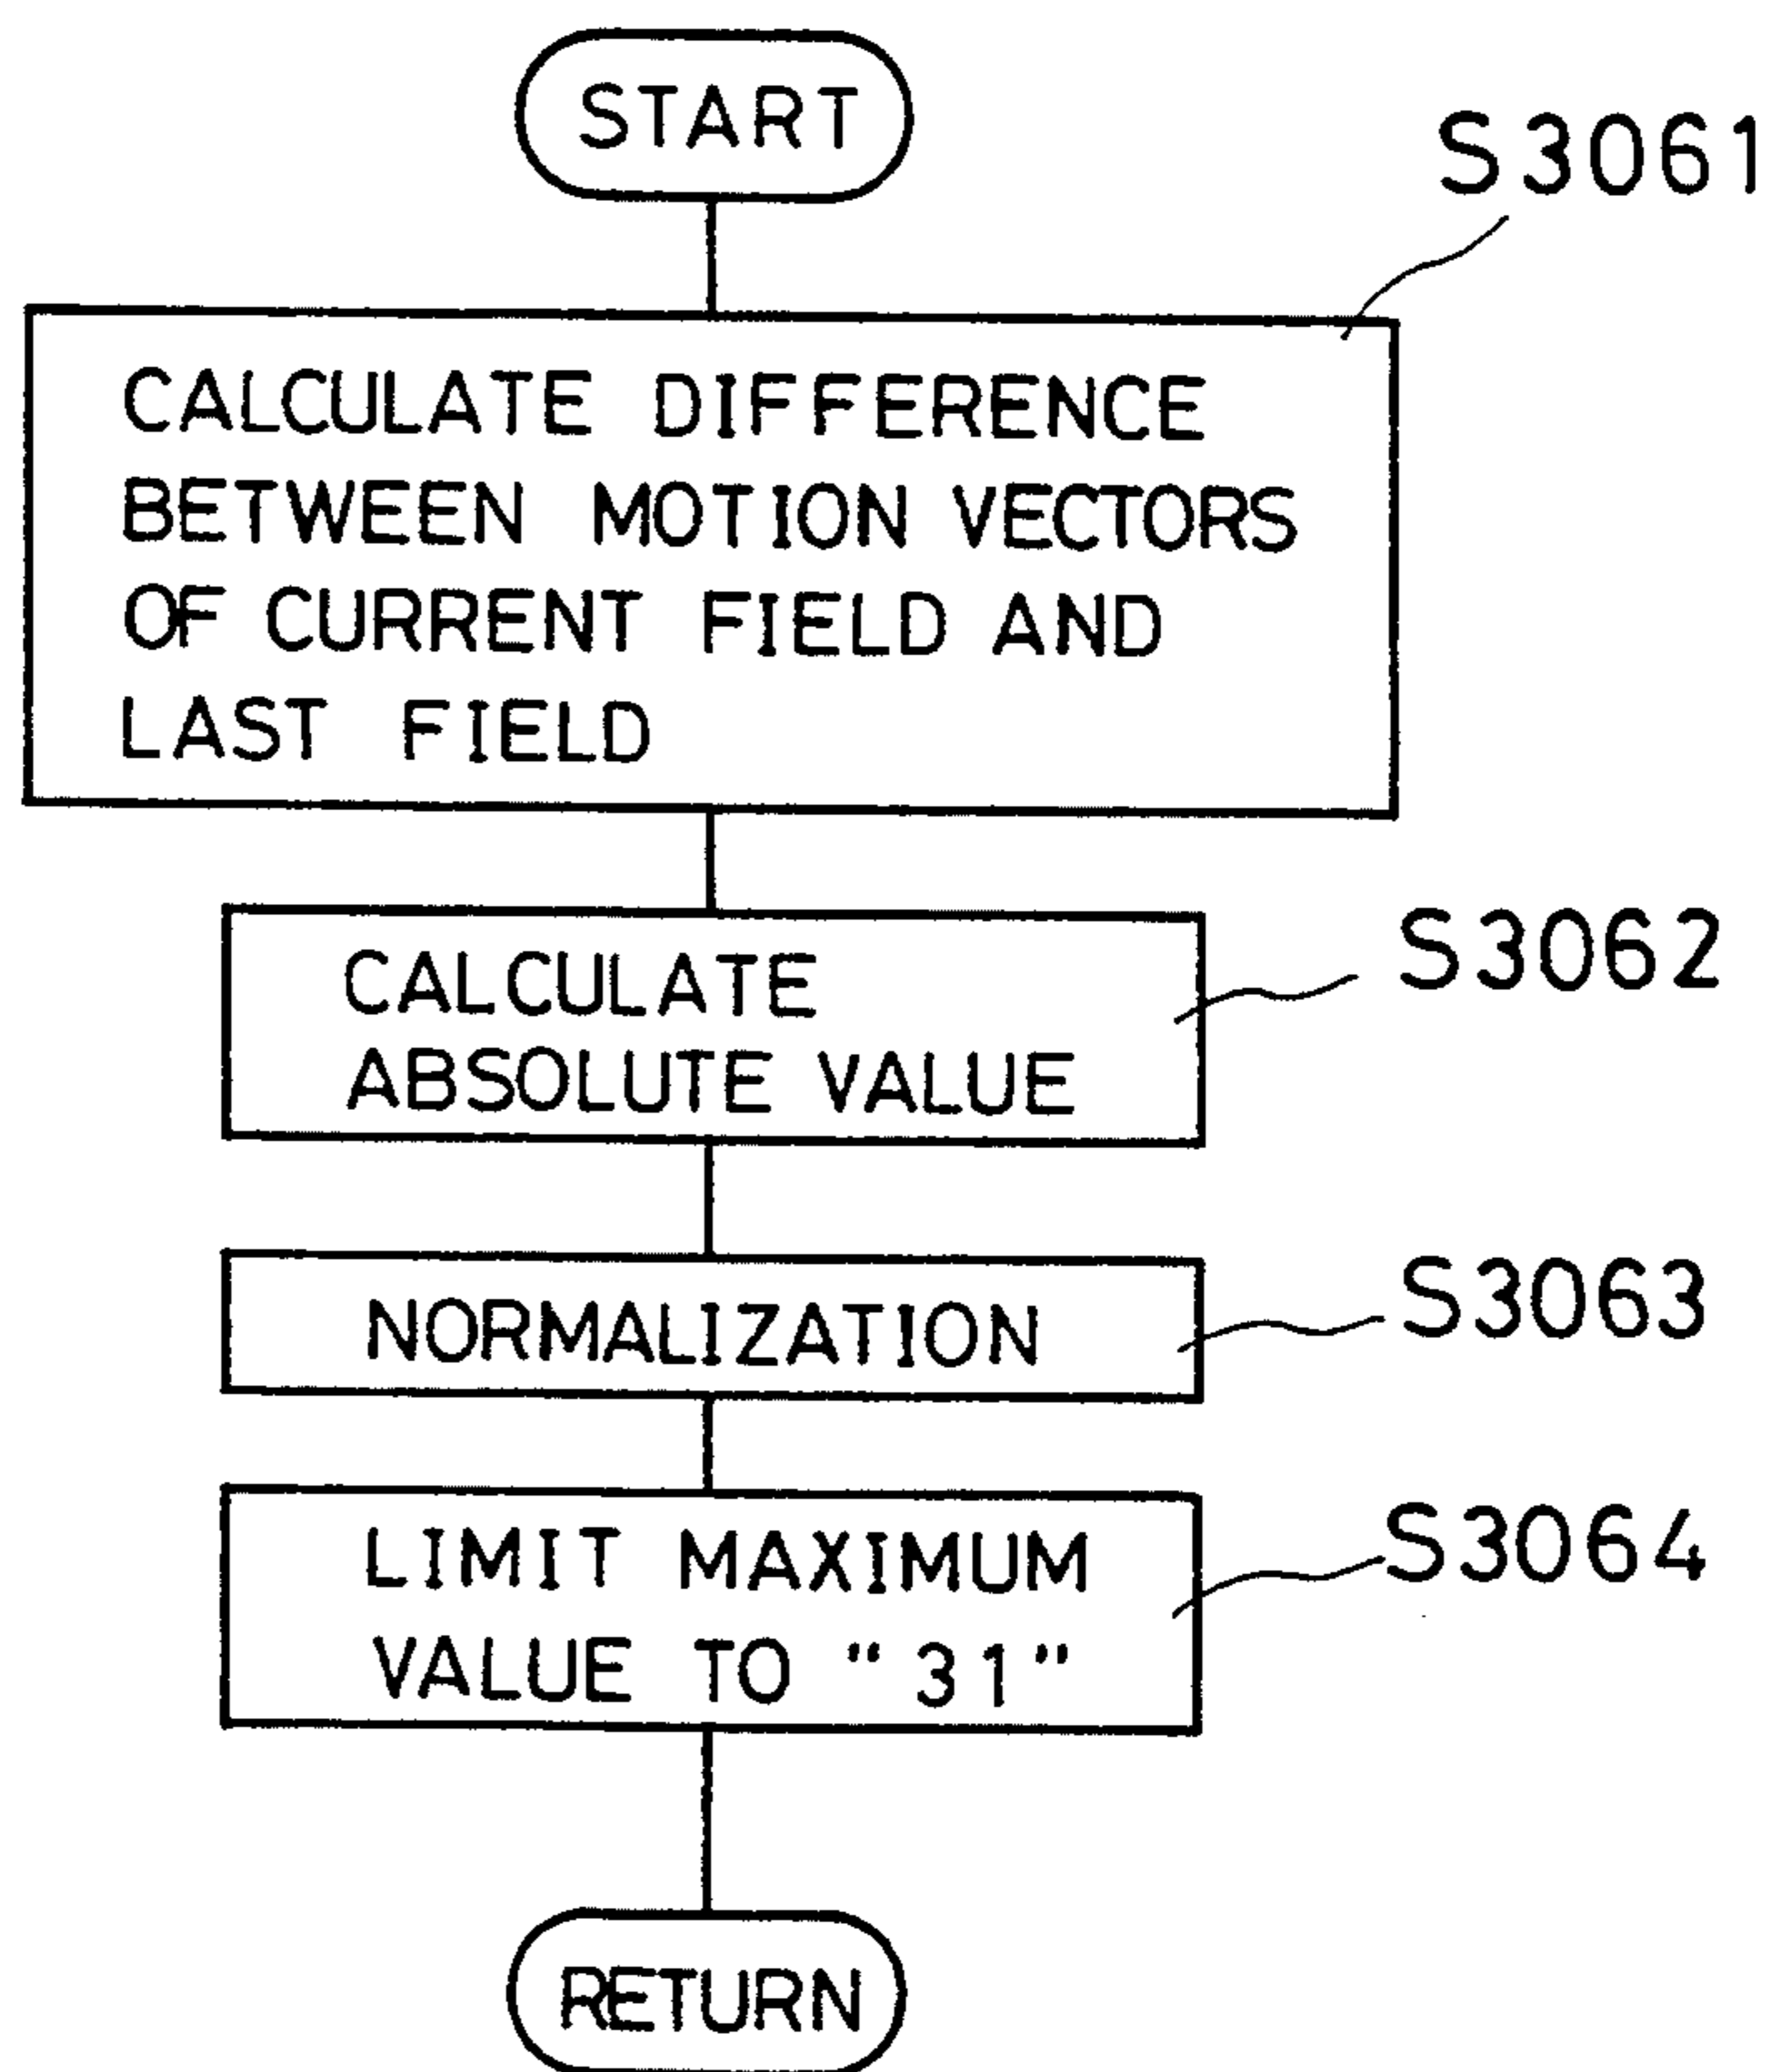 START
S3061
CALCULATE DIFFERENCE
BETWEEN MOTION VECTORS
OF CURRENT FIELD AND
LAST FIELD
S3062
CALCULATE
ABSOLUTE VALUE
S3063
NORMALIZATION
S3064
LIMIT MAXIMUM
VALUE TO "31"
RETURN